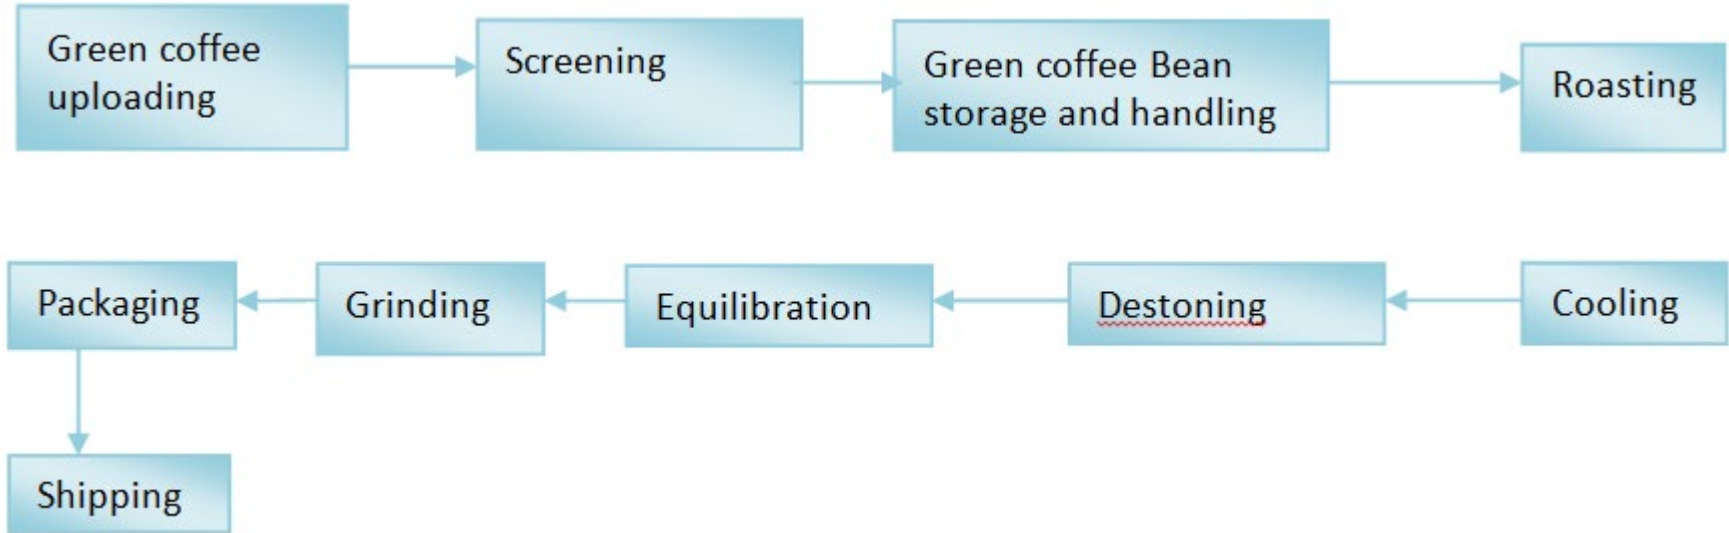 Green coffee
uploading
Screening
Green coffee Bean
storage and handling
Roasting
Packaging
Grinding
Equilibration
Destoning
Cooling
Shipping